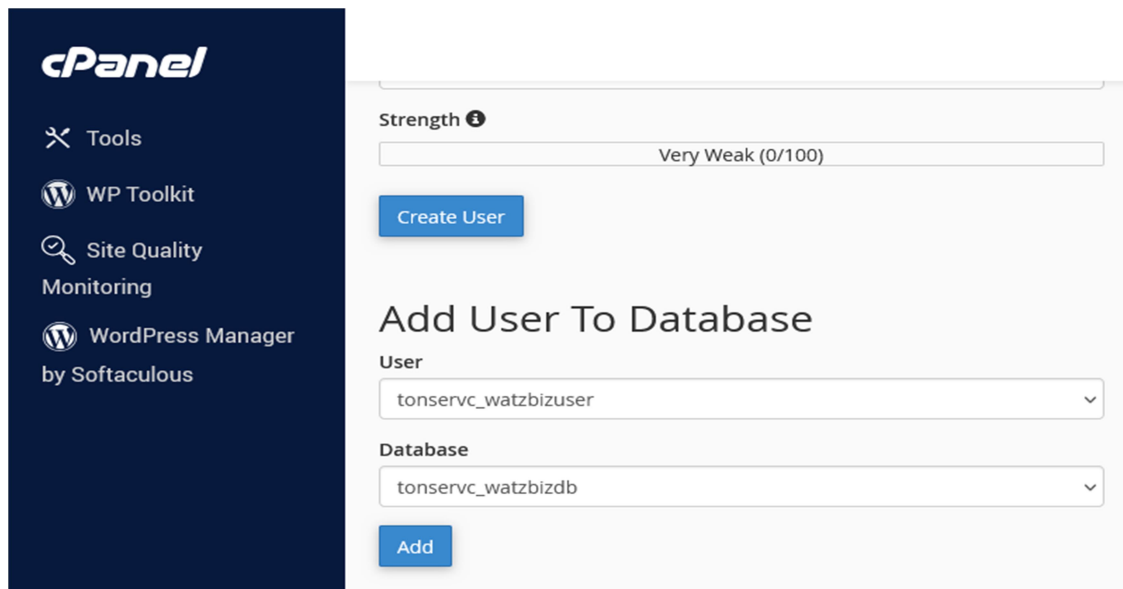 cPanel
Tools
WP Toolkit
Site Quality
Monitoring
WordPress Manager
by Softaculous
Strength
Very Weak (0/100)
Create User
Add User To Database
User
tonservc_watzbizuser
Database
tonservc_watzbizdb
Add